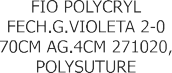 FIO POLYCRYL
FECH.G.VIOLETA 2-0
70CM AG.4CM 271020,
POLYSUTURE